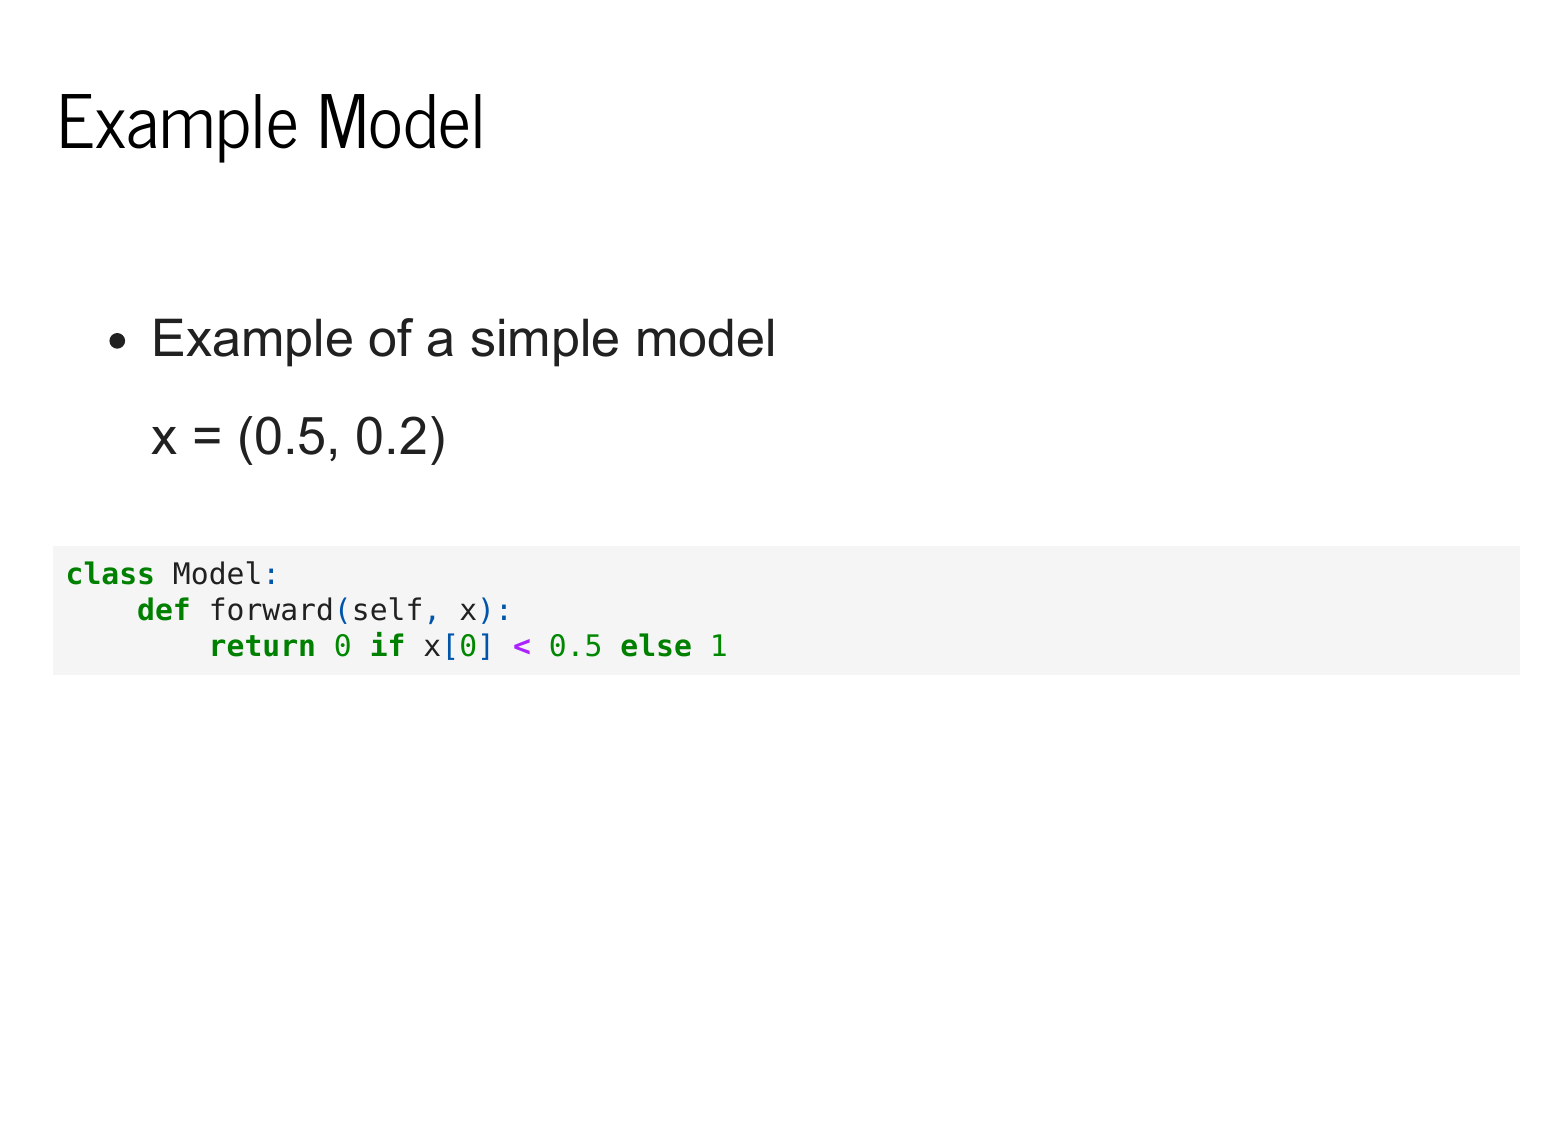 Example Model
• Example of a simple model
x = (0.5, 0.2)
class Model:
    def forward(self, x):
        return 0 if x[0] < 0.5 else 1